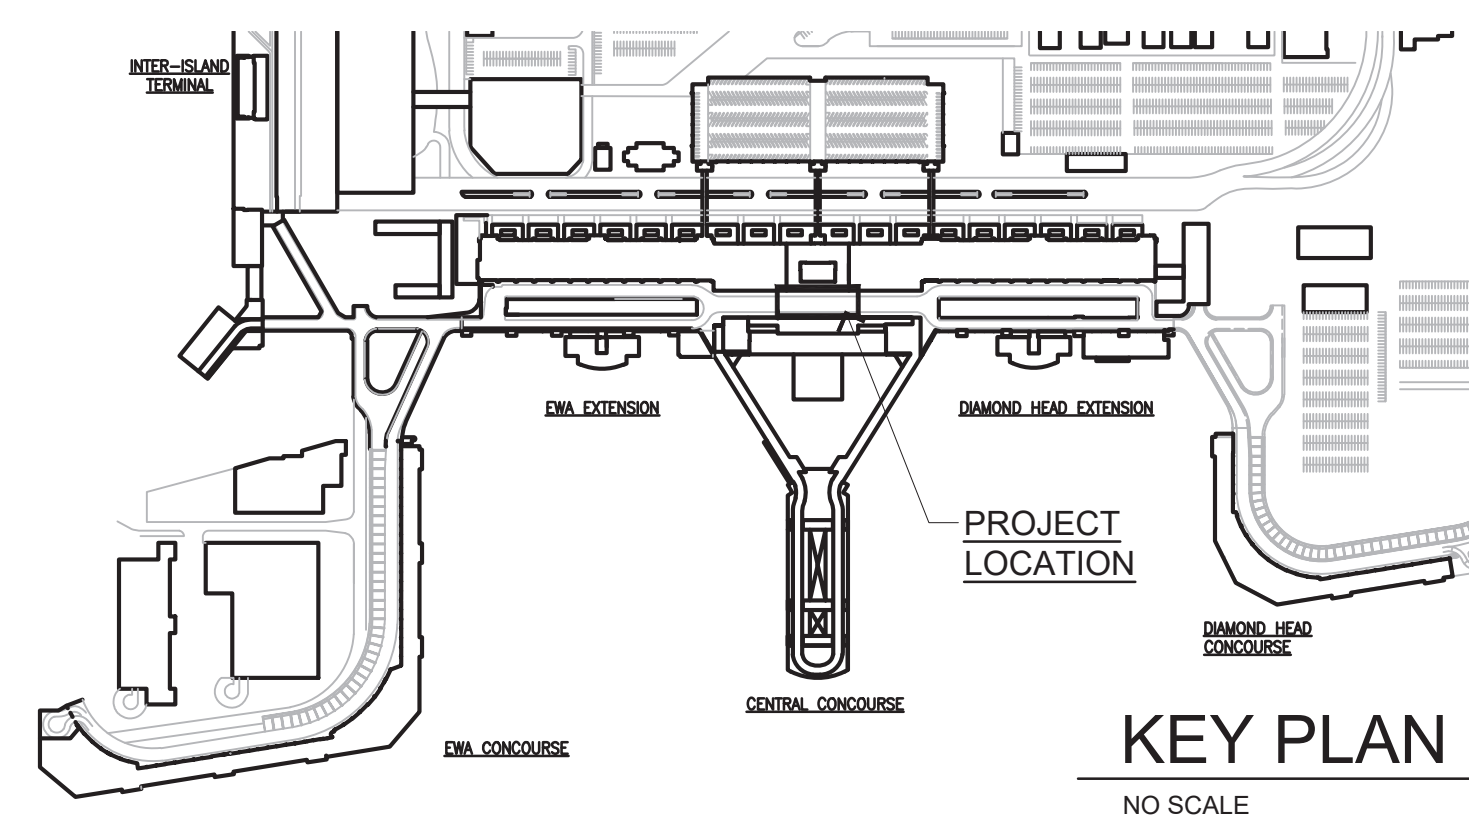 INTER-ISLAND
TERMINAL
EWA EXTENSION
DIAMOND HEAD EXTENSION
PROJECT
LOCATION
DIAMOND HEAD
CONCOURSE
CENTRAL CONCOURSE
EWA CONCOURSE
KEY PLAN
NO SCALE